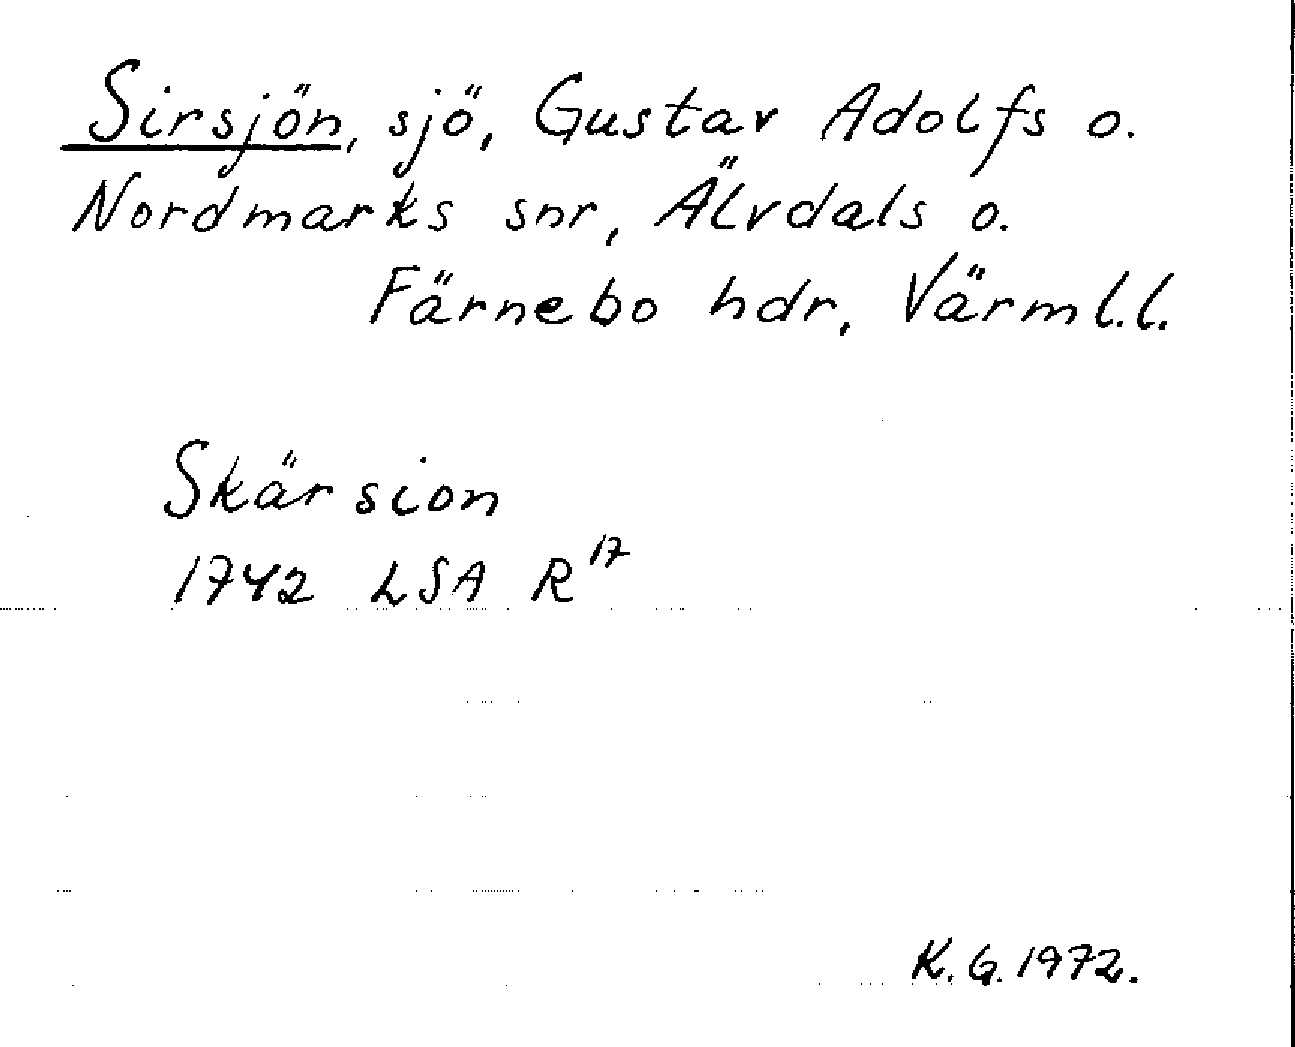 Sirsjön, sjö, Gustav Adolfs o.
Nordmarks snr, Älvdals o.
Färnebo hdr, Värml.l.
Skärsion
1742 LSA R¹⁷
K.G. 1972.